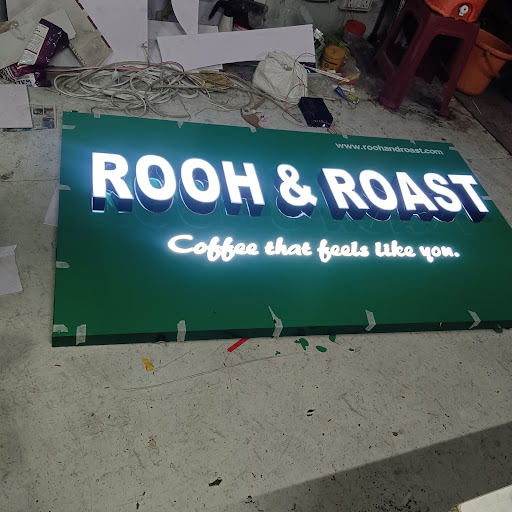 www.roohandroast.com
ROOH & ROAST
Coffee that feels like you.